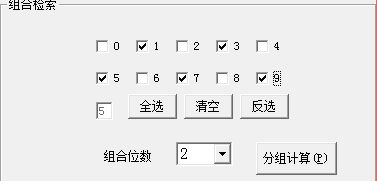 组合检索
0 1 2 3 4
5 6 7 8 9
5 全选 清空 反选
组合位数 2 分组计算(P)